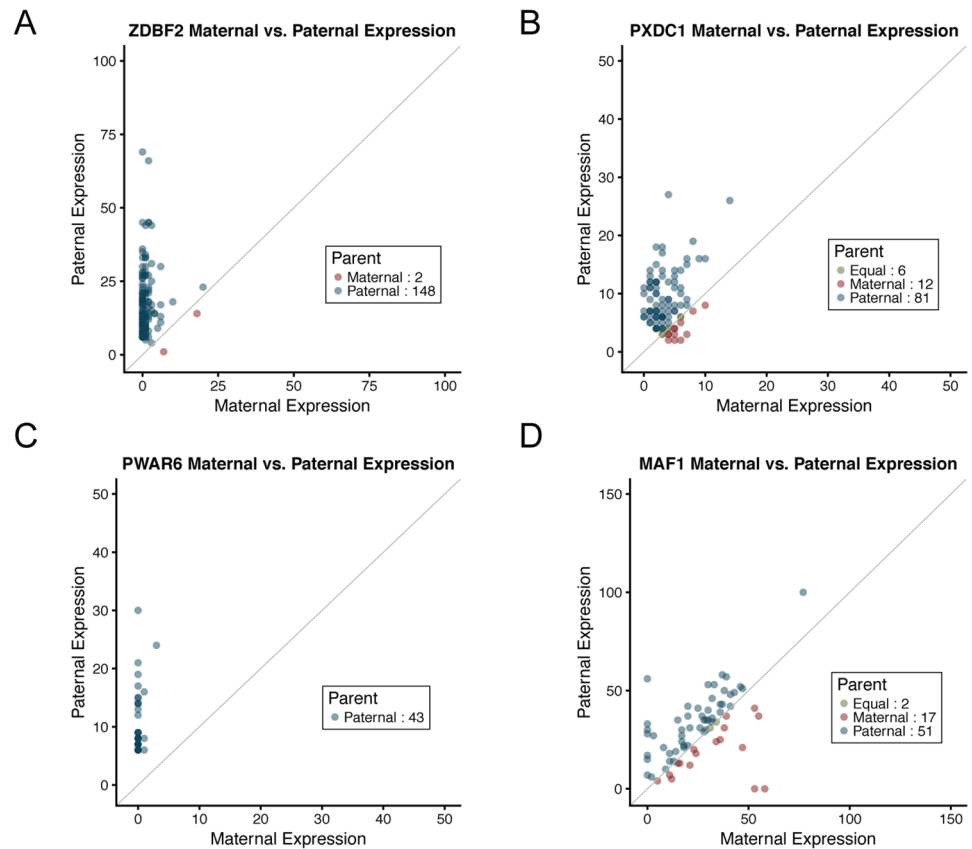 A
ZDBF2 Maternal vs. Paternal Expression
100
75
50
25
0
Paternal Expression
Parent
Maternal : 2
Paternal : 148
0 25 50 75 100
Maternal Expression
B
PXDC1 Maternal vs. Paternal Expression
50
40
30
20
10
0
Paternal Expression
Parent
Equal : 6
Maternal : 12
Paternal : 81
0 10 20 30 40 50
Maternal Expression
C
PWAR6 Maternal vs. Paternal Expression
50
40
30
20
10
0
Paternal Expression
Parent
Paternal : 43
0 10 20 30 40 50
Maternal Expression
D
MAF1 Maternal vs. Paternal Expression
150
100
50
0
Paternal Expression
Parent
Equal : 2
Maternal : 17
Paternal : 51
0 50 100 150
Maternal Expression